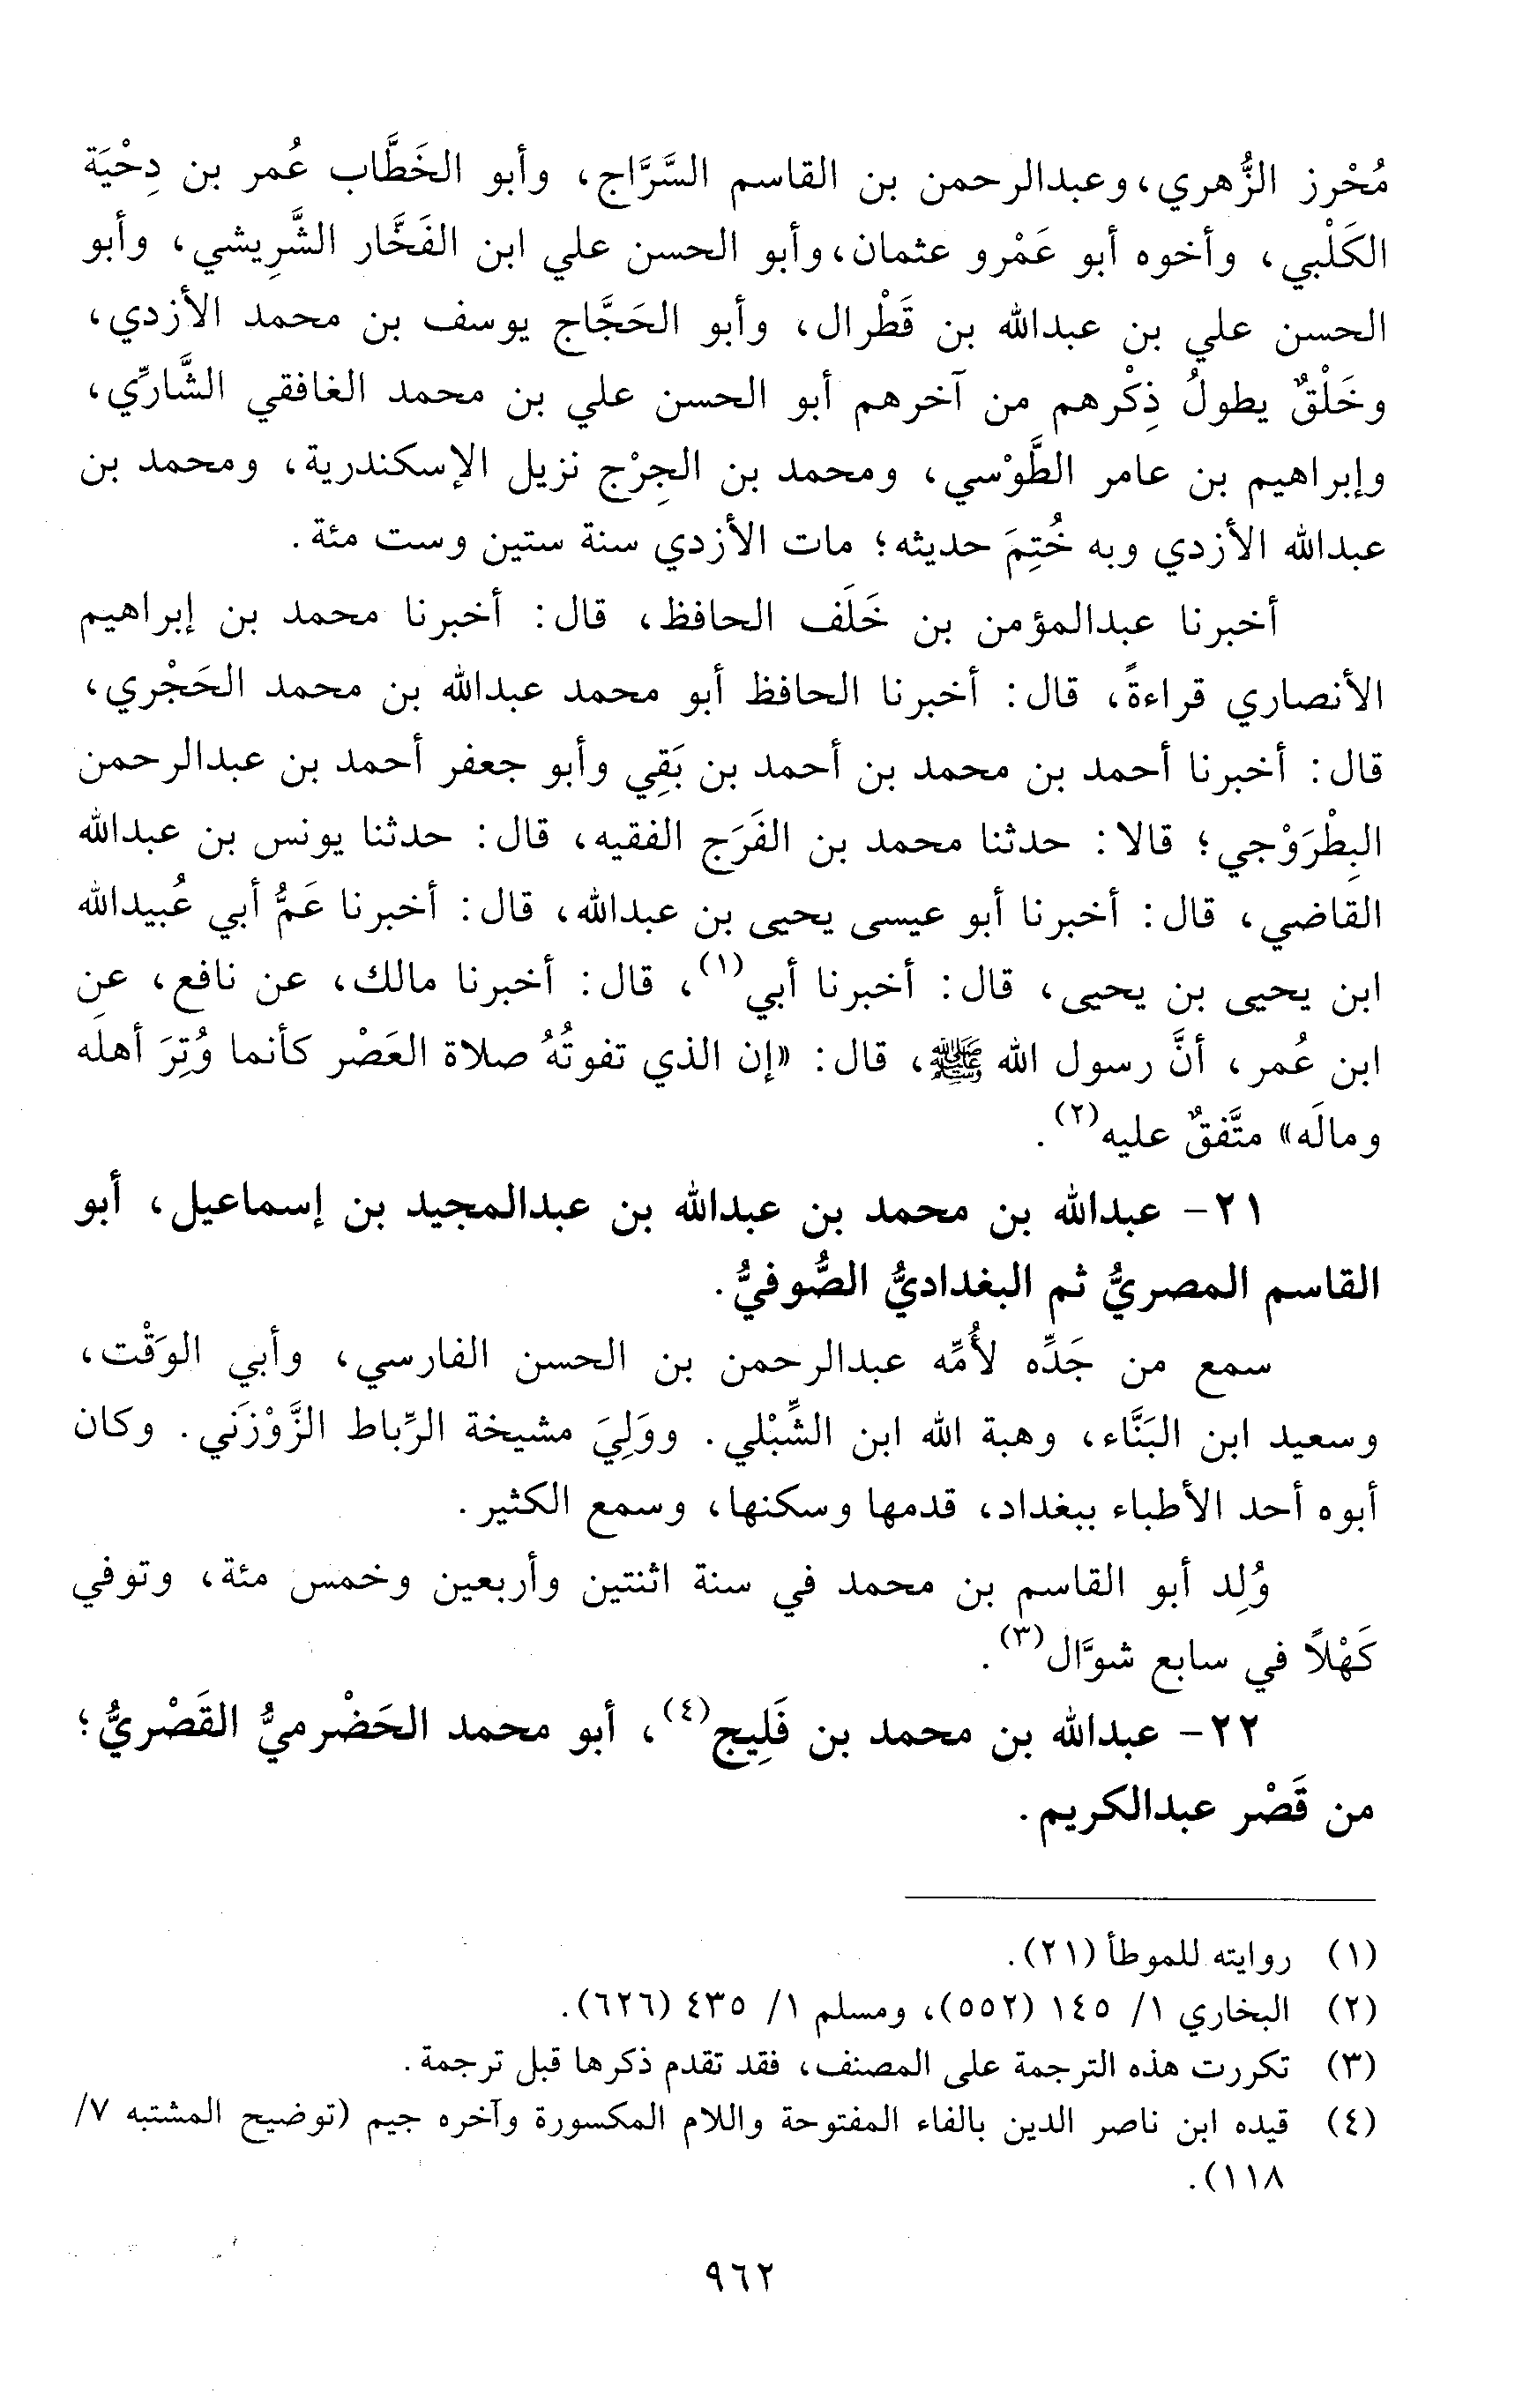 مُحْرز الزُّهري، وعبدالرحمن بن القاسم السَّرَّاج، وأبو الخَطَّاب عُمر بن دِحْيَة
الكَلْبي، وأخوه أبو عَمْرو عثمان، وأبو الحسن علي ابن الفَخَّار الشَّرِيشي، وأبو
الحسن علي بن عبدالله بن قَطْرال، وأبو الحَجَّاج يوسف بن محمد الأزدي،
وخَلْقٌ يطولُ ذِكْرهم من آخرهم أبو الحسن علي بن محمد الغافقي الشَّارِّي،
وإبراهيم بن عامر الطَّوْسي، ومحمد بن الجِرْج نزيل الإسكندرية، ومحمد بن
عبدالله الأزدي وبه خُتِمَ حديثه؛ مات الأزدي سنة ستين وست مئة.
أخبرنا عبدالمؤمن بن خَلَف الحافظ، قال: أخبرنا محمد بن إبراهيم
الأنصاري قراءةً، قال: أخبرنا الحافظ أبو محمد عبدالله بن محمد الحَجْري،
قال: أخبرنا أحمد بن محمد بن أحمد بن بَقِي وأبو جعفر أحمد بن عبدالرحمن
البِطْرَوْجي؛ قالا: حدثنا محمد بن الفَرَج الفقيه، قال: حدثنا يونس بن عبدالله
القاضي، قال: أخبرنا أبو عيسى يحيى بن عبدالله، قال: أخبرنا عَمُّ أبي عُبيدالله
ابن يحيى بن يحيى، قال: أخبرنا أبي(١)، قال: أخبرنا مالك، عن نافع، عنِ
ابن عُمر، أنَّ رسول الله ﷺ، قال: «إن الذي تفوتُهُ صلاة العَصْر كأنما وُتِرَ أهلَه
ومالَه» متَّفقٌ عليه(٢).
٢١- عبدالله بن محمد بن عبدالله بن عبدالمجيد بن إسماعيل، أبو
القاسم المصريُّ ثم البغداديُّ الصُّوفيُّ.
سمع من جَدِّه لأُمِّه عبدالرحمن بن الحسن الفارسي، وأبي الوَقْت،
وسعيد ابن البَنَّاء، وهبة الله ابن الشِّبْلي. ووَلِيَ مشيخة الرِّباط الزَّوْزَني. وكان
أبوه أحد الأطباء ببغداد، قدمها وسكنها، وسمع الكثير.
وُلِد أبو القاسم بن محمد في سنة اثنتين وأربعين وخمس مئة، وتوفي
كَهْلاً في سابع شوَّال(٣).
٢٢- عبدالله بن محمد بن فَلِيج(٤)، أبو محمد الحَضْرميُّ القَصْريُّ؛
من قَصْر عبدالكريم.
(١) روايته للموطأ (٢١).
(٢) البخاري ١/ ١٤٥ (٥٥٢)، ومسلم ١/ ٤٣٥ (٦٢٦).
(٣) تكررت هذه الترجمة على المصنف، فقد تقدم ذكرها قبل ترجمة.
(٤) قيده ابن ناصر الدين بالفاء المفتوحة واللام المكسورة وآخره جيم (توضيح المشتبه ٧/
١١٨).
٩٦٢